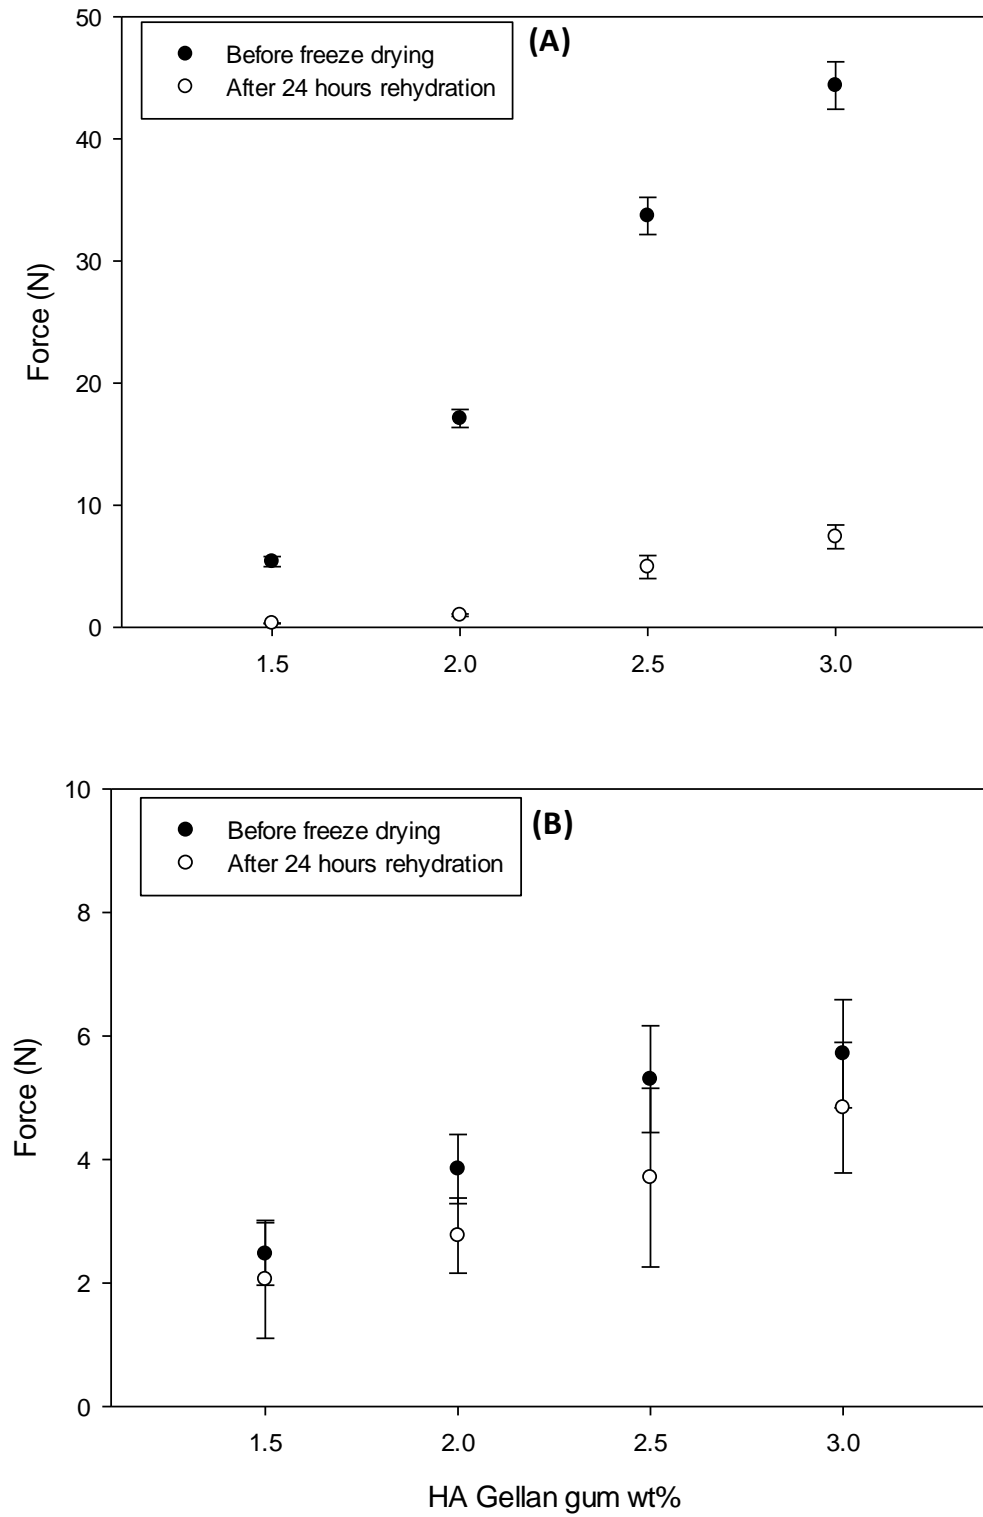 50
Before freeze drying
After 24 hours rehydration
(A)
40
30
20
10
0
Force (N)
1.5 2.0 2.5 3.0
10
Before freeze drying
After 24 hours rehydration
(B)
8
6
4
2
0
Force (N)
1.5 2.0 2.5 3.0
HA Gellan gum wt%